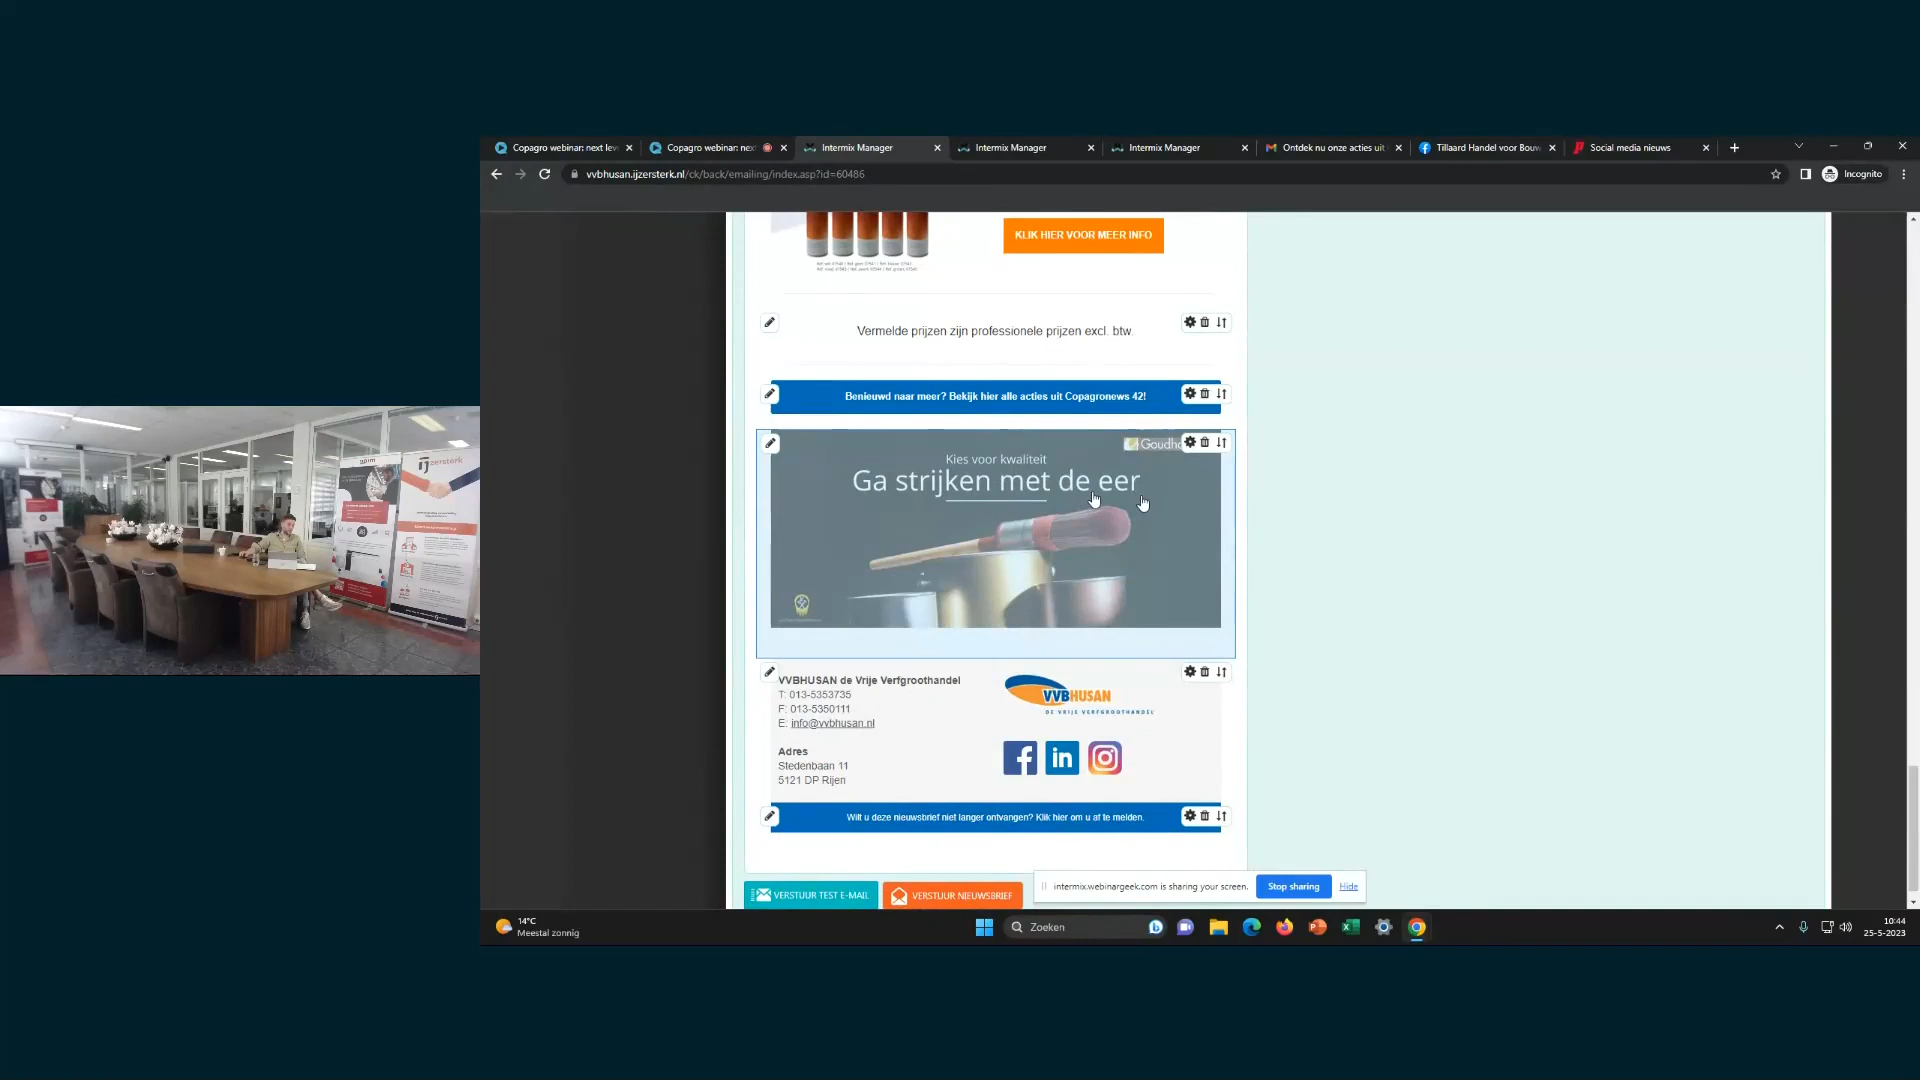 Copagro webinar: next lev
Copagro webinar: nex
Intermix Manager
Intermix Manager
Intermix Manager
Ontdek nu onze acties uit
Tillaard Handel voor Bouw
Social media nieuws
vvbhusan.ijzersterk.nl/ck/back/emailing/index.asp?id=60486
Incognito
KLIK HIER VOOR MEER INFO
Vermelde prijzen zijn professionele prijzen excl. btw.
Benieuwd naar meer? Bekijk hier alle acties uit Copagronews 42!
Goudh
Kies voor kwaliteit
Ga strijken met de eer
VVBHUSAN de Vrije Verfgroothandel
T: 013-5353735
F: 013-5350111
E: info@vvbhusan.nl
VVBHUSAN
DE VRIJE VERFGROOTHANDEL
Adres
Stedenbaan 11
5121 DP Rijen
in
Wilt u deze nieuwsbrief niet langer ontvangen? Klik hier om u af te melden.
VERSTUUR TEST E-MAIL
VERSTUUR NIEUWSBRIEF
intermix.webinargeek.com is sharing your screen.
Stop sharing
Hide
ijzersterk
14°C
Meestal zonnig
Zoeken
10:44
25-5-2023